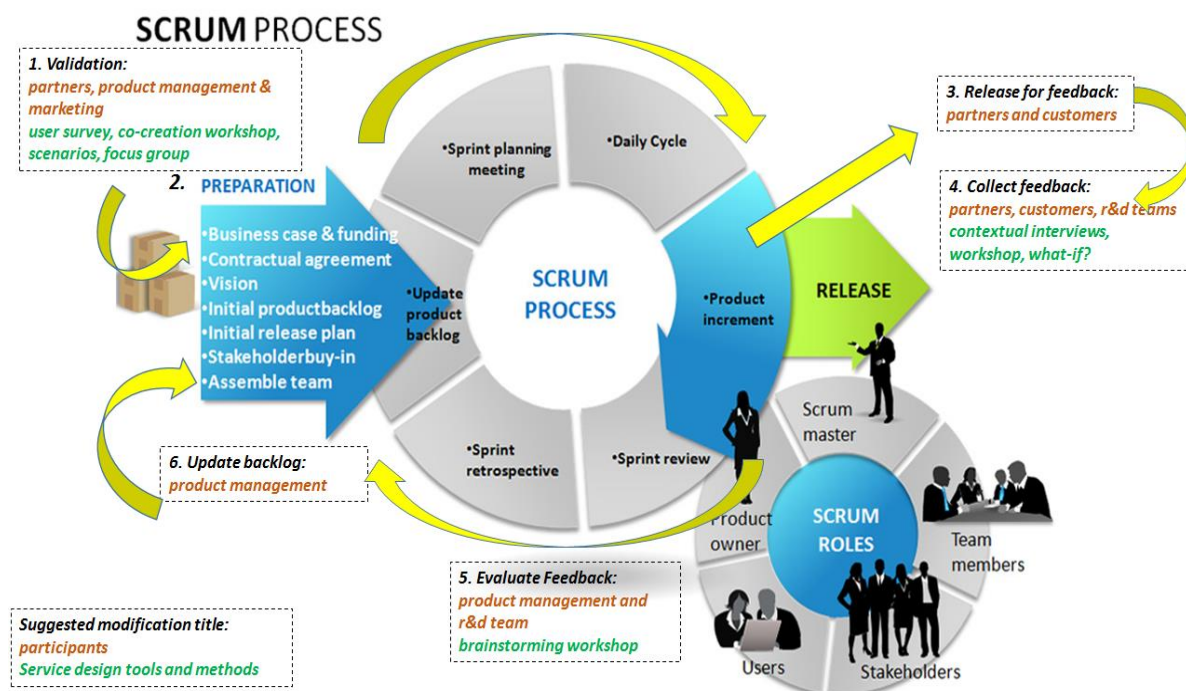 SCRUM PROCESS
1. Validation:
partners, product management &
marketing
user survey, co-creation workshop,
scenarios, focus group
2.
PREPARATION
•Business case & funding
•Contractual agreement
•Vision
•Initial productbacklog
•Initial release plan
•Stakeholderbuy-in
•Assemble team
•Sprint planning
meeting
•Daily Cycle
•Update
product
backlog
SCRUM
PROCESS
•Product
increment
•Sprint
retrospective
•Sprint review
RELEASE
3. Release for feedback:
partners and customers
4. Collect feedback:
partners, customers, r&d teams
contextual interviews,
workshop, what-if?
6. Update backlog:
product management
5. Evaluate Feedback:
product management and
r&d team
brainstorming workshop
Scrum
master
Product
owner
SCRUM
ROLES
Team
members
Users
Stakeholders
Suggested modification title:
participants
Service design tools and methods